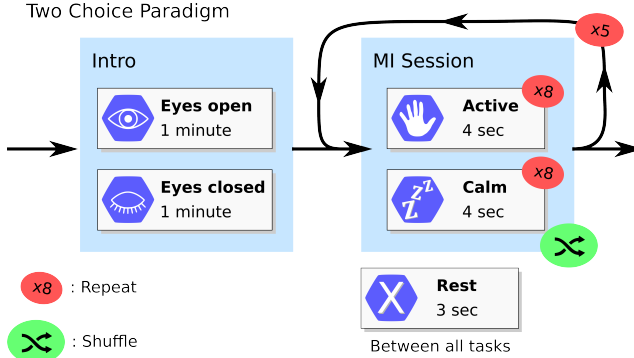 Two Choice Paradigm
x5
Intro
Eyes open
1 minute
Eyes closed
1 minute
MI Session
x8
Active
4 sec
x8
Calm
4 sec
z z z
X
Rest
3 sec
Between all tasks
x8 : Repeat
: Shuffle